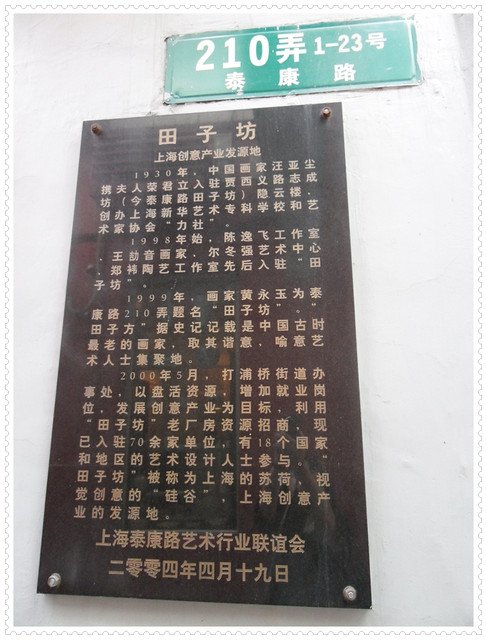 210弄 1-23号
泰康路
田子坊
上海创意产业发源地
1930年，中国画家汪亚尘
携夫人荣君立入驻贾西义路志成
坊（今泰康路田子坊）隐云楼，
创办上海新华艺术专科学校和艺
术家协会“力社”。
1998年始，陈逸飞工作室
、王劼音画家、尔冬强艺术中心
、郑祎陶艺工作室先后入驻“田
子坊”。
1999年，画家黄永玉为泰
康路210弄题名“田子坊”。“
田子方”据史记记载是中国古时
最老的画家，取其谐意，喻意艺
术人士集聚地。
2000年5月，打浦桥街道办
事处，以盘活资源，增加就业岗
位，发展创意产业为目标，利用
“田子坊”老厂房资源招商，现
已入驻70余家单位，有18个国家
和地区的艺术设计人士参与。“
田子坊”被称为上海的苏荷，视
觉创意的“硅谷”，上海创意产
业的发源地。
上海泰康路艺术行业联谊会
二零零四年四月十九日